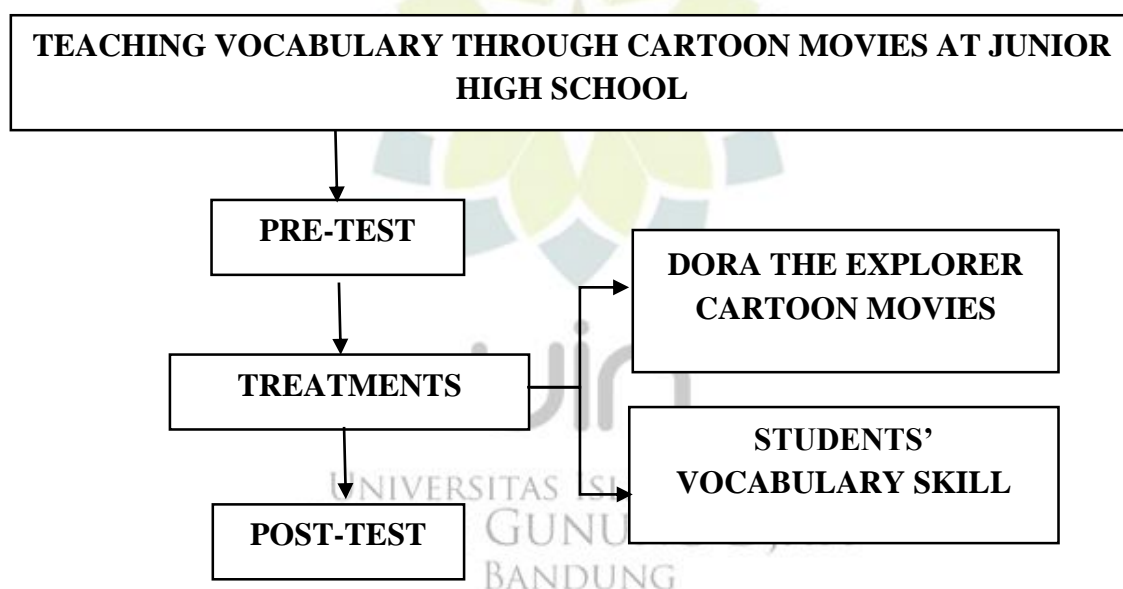 TEACHING VOCABULARY THROUGH CARTOON MOVIES AT JUNIOR
HIGH SCHOOL
PRE-TEST
DORA THE EXPLORER
CARTOON MOVIES
TREATMENTS
STUDENTS’
VOCABULARY SKILL
POST-TEST
uin
UNIVERSITAS
GUNU
BANDUNG